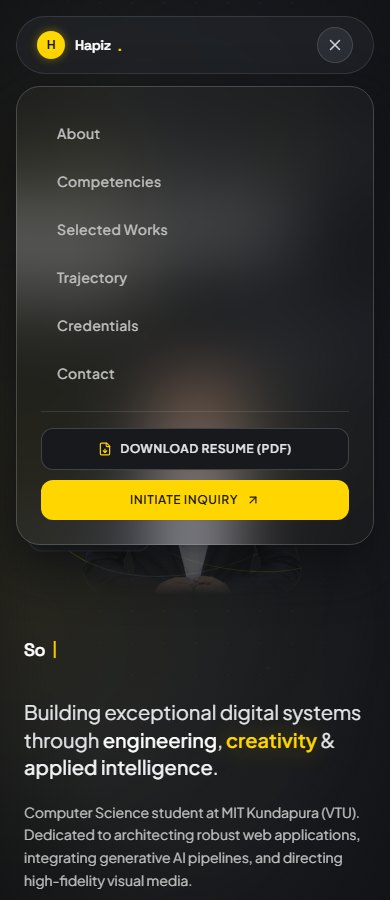 H Hapiz .
About
Competencies
Selected Works
Trajectory
Credentials
Contact
DOWNLOAD RESUME (PDF)
INITIATE INQUIRY
So
Building exceptional digital systems
through engineering, creativity &
applied intelligence.
Computer Science student at MIT Kundapura (VTU).
Dedicated to architecting robust web applications,
integrating generative AI pipelines, and directing
high-fidelity visual media.